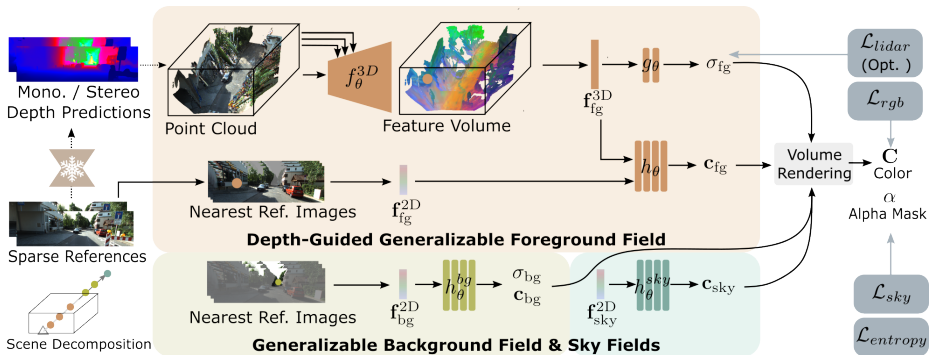 Mono. / Stereo
Depth Predictions
Sparse References
Scene Decomposition
Point Cloud
f_θ^{3D}
Feature Volume
f_fg^{3D}
g_θ
σ_fg
Nearest Ref. Images
f_fg^{2D}
h_θ
c_fg
Depth-Guided Generalizable Foreground Field
Nearest Ref. Images
f_bg^{2D}
h_θ^{bg}
σ_bg
c_bg
f_sky^{2D}
h_θ^{sky}
c_sky
Generalizable Background Field & Sky Fields
Volume
Rendering
C
Color
α
Alpha Mask
ℒ_lidar
(Opt. )
ℒ_rgb
ℒ_sky
ℒ_entropy